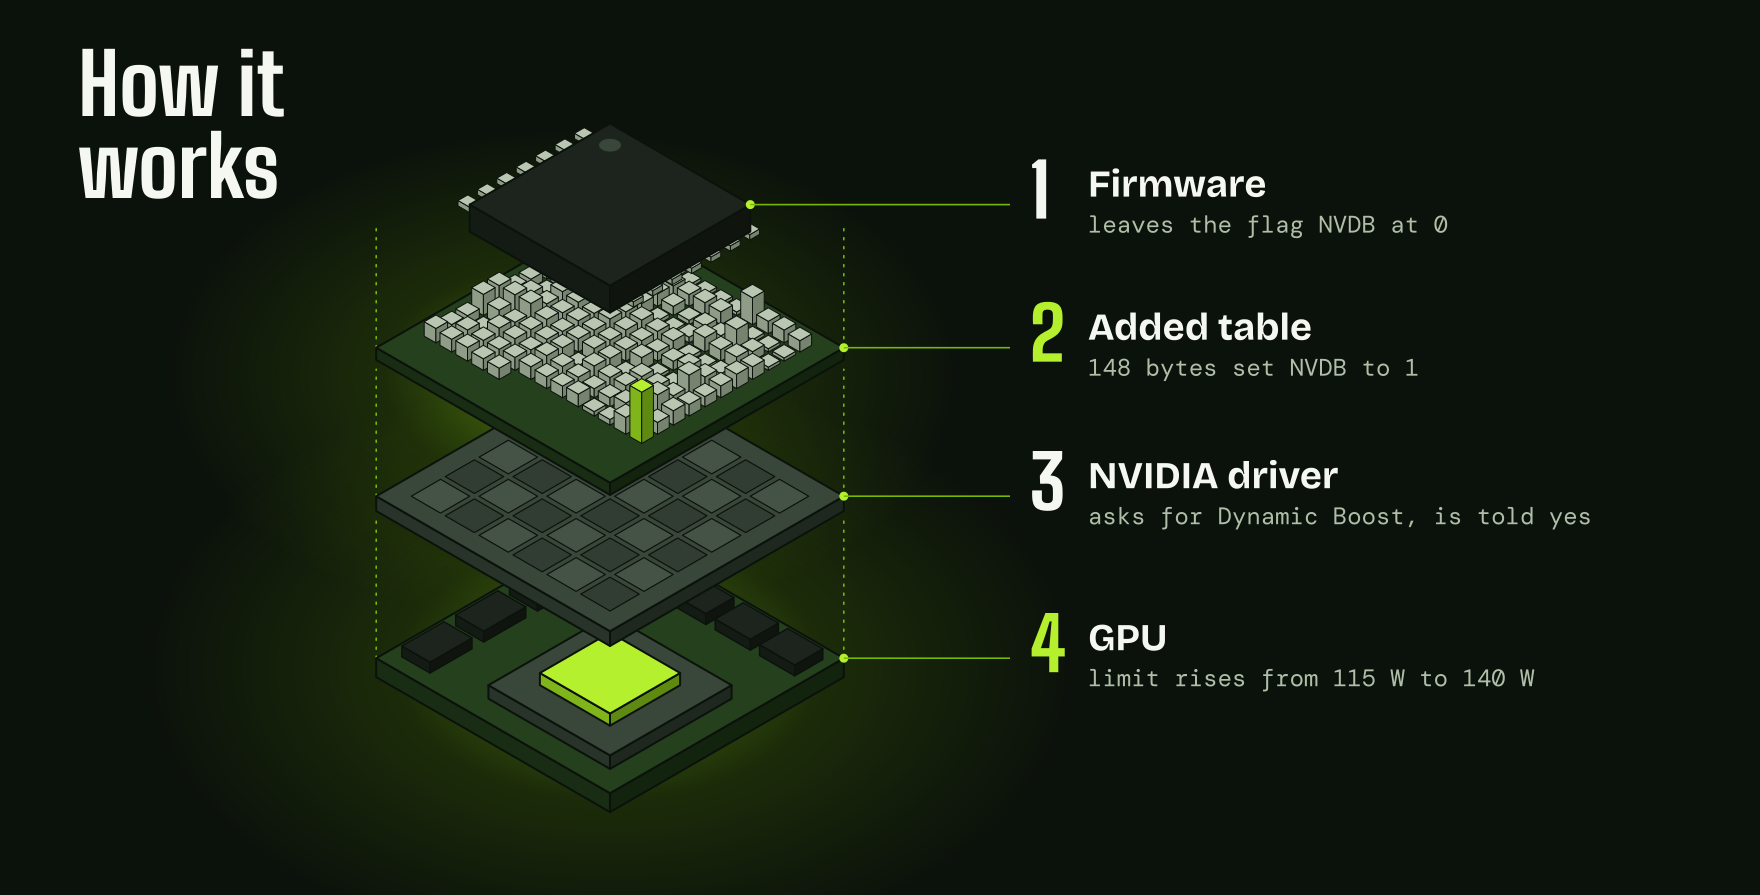 How it
works
1
Firmware
leaves the flag NVDB at 0
2
Added table
148 bytes set NVDB to 1
3
NVIDIA driver
asks for Dynamic Boost, is told yes
4
GPU
limit rises from 115 W to 140 W